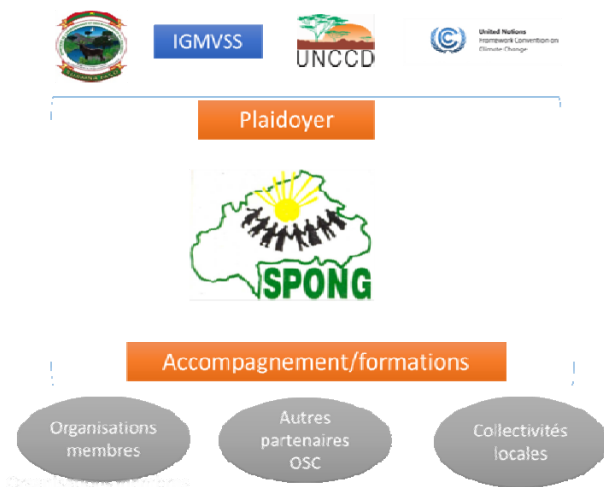 IGMVSS
UNCCD
United Nations
Framework Convention on
Climate Change
Plaidoyer
SPONG
Accompagnement/formations
Organisations
membres
Autres
partenaires
OSC
Collectivités
locales